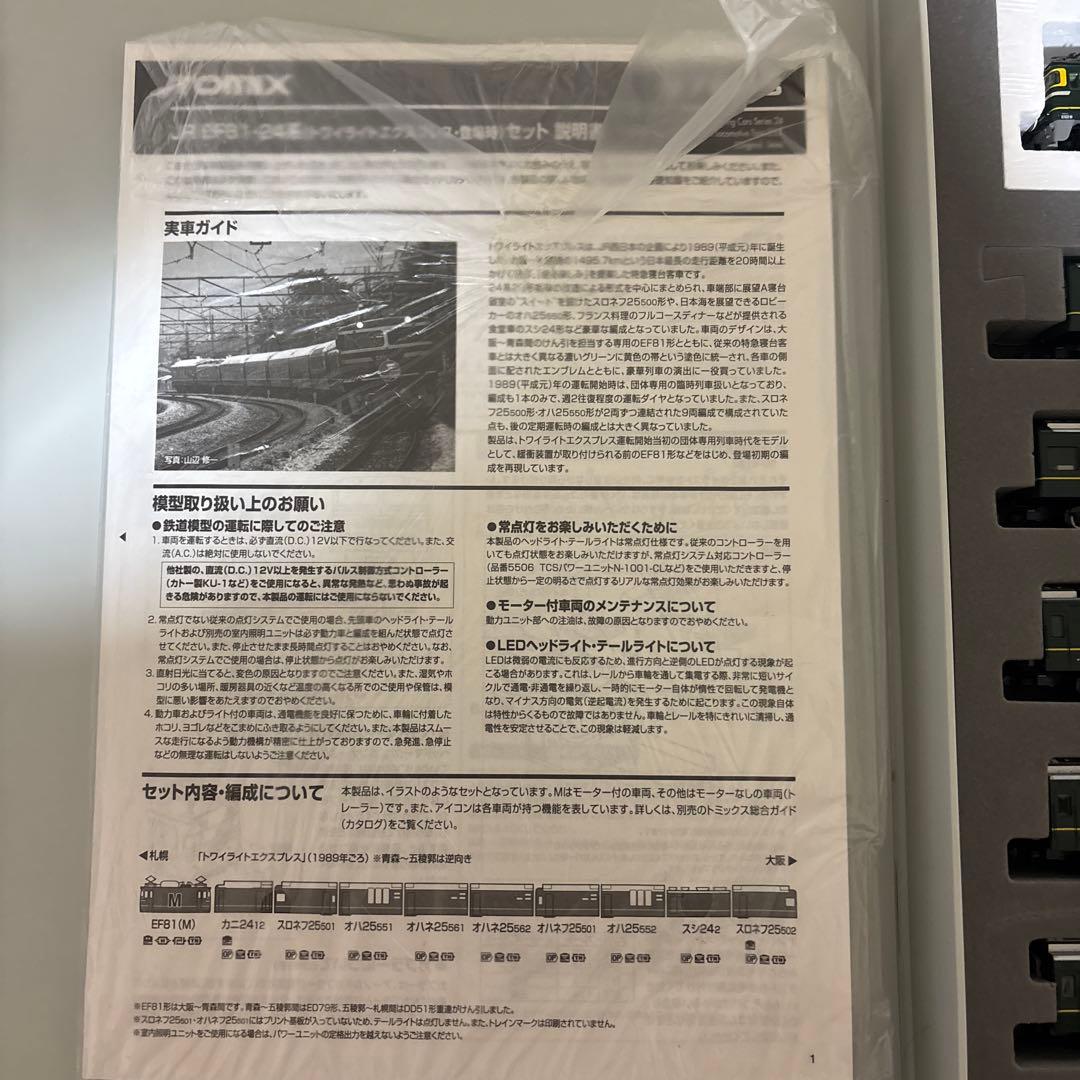 TOMIX
JR EF81・24系(トワイライトエクスプレス・登場時)セット 説明書
実車ガイド
写真:山辺 修一
トワイライトエクスプレスは、JR西日本の企画により1989(平成元)年に誕生
1495.7kmという日本最長の走行距離を20時間以上
特急寝台客車です。
形式を中心にまとめられ、車端部に展望A寝台
個室の"スイート"を設けたスロネフ25500形や、日本海を展望できるロビー
カーのオハ25550形、フランス料理のフルコースディナーなどが提供される
食堂車のスシ24形など豪華な編成となっていました。車両のデザインは、大
阪〜青森間のけん引を担当する専用のEF81形とともに、従来の特急寝台客
車とは大きく異なる濃いグリーンに黄色の帯という塗色に統一され、各車の側
面に配されたエンブレムとともに、豪華列車の演出に一役買っていました。
1989(平成元)年の運転開始時は、団体専用の臨時列車扱いとなっており、
編成も1本のみで、週2往復程度の運転ダイヤとなっていました。また、スロネ
フ25500形・オハ25550形が2両ずつ連結された9両編成で構成されていた
点も、後の定期運転時の編成とは大きく異なっていました。
製品は、トワイライトエクスプレス運転開始当初の団体専用列車時代をモデル
として、緩衝装置が取り付けられる前のEF81形などをはじめ、登場初期の編
成を再現しています。
模型取り扱い上のお願い
●鉄道模型の運転に際してのご注意
1. 車両を運転するときは、必ず直流(D.C.)12V以下で行なってください。また、交
流(A.C.)は絶対に使用しないでください。
他社製の、直流(D.C.)12V以上を発生するパルス制御方式コントローラー
(カトー製KU-1など)をご使用になると、異常な発熱など、思わぬ事故が起
きる危険がありますので、本製品の運転にはご使用にならないでください。
2. 常点灯でない従来の点灯システムでご使用の場合、先頭車のヘッドライト・テール
ライトおよび別売の室内照明ユニットは必ず動力車と編成を組んだ状態で点灯さ
せてください。また、停止させたまま長時間点灯することはおやめください。なお、
常点灯システムでご使用の場合は、停止状態から点灯がお楽しみいただけます。
3. 直射日光に当てると、変色の原因となりますのでご注意ください。また、湿気やホ
コリの多い場所、暖房器具の近くなど温度の高くなる所でのご使用や保管は、模
型に悪い影響をあたえますのでおやめください。
4. 動力車およびライト付の車両は、通電機能を良好に保つために、車輪に付着した
ホコリ、ヨゴレなどをこまめにふき取るようにしてください。また、本製品はスムー
スな走行になるよう動力機構が精密に仕上がっておりますので、急発進、急停止
などの無理な運転はしないようご注意ください。
●常点灯をお楽しみいただくために
本製品のヘッドライト・テールライトは常点灯仕様です。従来のコントローラーを用
いても点灯状態をお楽しみいただけますが、常点灯システム対応コントローラー
(品番5506 TCSパワーユニットN-1001-CLなど)をご使用いただきますと、停
止状態から一定の明るさで点灯するリアルな常点灯効果がお楽しみいただけます。
●モーター付車両のメンテナンスについて
動力ユニット部への注油は、故障の原因となりますのでおやめください。
●LEDヘッドライト・テールライトについて
LEDは微弱の電流にも反応するため、進行方向と逆側のLEDが点灯する現象が起
こる場合があります。これは、レールから車輪を通して集電する際、非常に短いサイ
クルで通電・非通電を繰り返し、一時的にモーター自体が惰性で回転して発電機と
なり、マイナス方向の電気(逆起電流)を発生するために起こります。この現象自体
は特性からくるもので故障ではありません。車輪とレールを特にきれいに清掃し、通
電性を安定させることで、この現象は軽減します。
セット内容・編成について
本製品は、イラストのようなセットとなっています。Mはモーター付の車両、その他はモーターなしの車両(ト
レーラー)です。また、アイコンは各車両が持つ機能を表しています。詳しくは、別売のトミックス総合ガイド
(カタログ)をご覧ください。
◀札幌 「トワイライトエクスプレス」(1989年ごろ) ※青森〜五稜郭は逆向き 大阪▶
M
EF81(M) カニ2412 スロネフ25501 オハ25551 オハネ25561 オハネ25562 オハネフ25501 オハ25552 スシ242 スロネフ25502
※EF81形は大阪〜青森間です。青森〜五稜郭間はED79形、五稜郭〜札幌間はDD51形重連がけん引しました。
※スロネフ25501・オハネフ25501にはプリント基板が入っていないため、テールライトは点灯しません。また、トレインマークは印刷されていません。
※室内照明ユニットをご使用になる場合は、パワーユニットの定格出力を越えないようご注意ください。
1